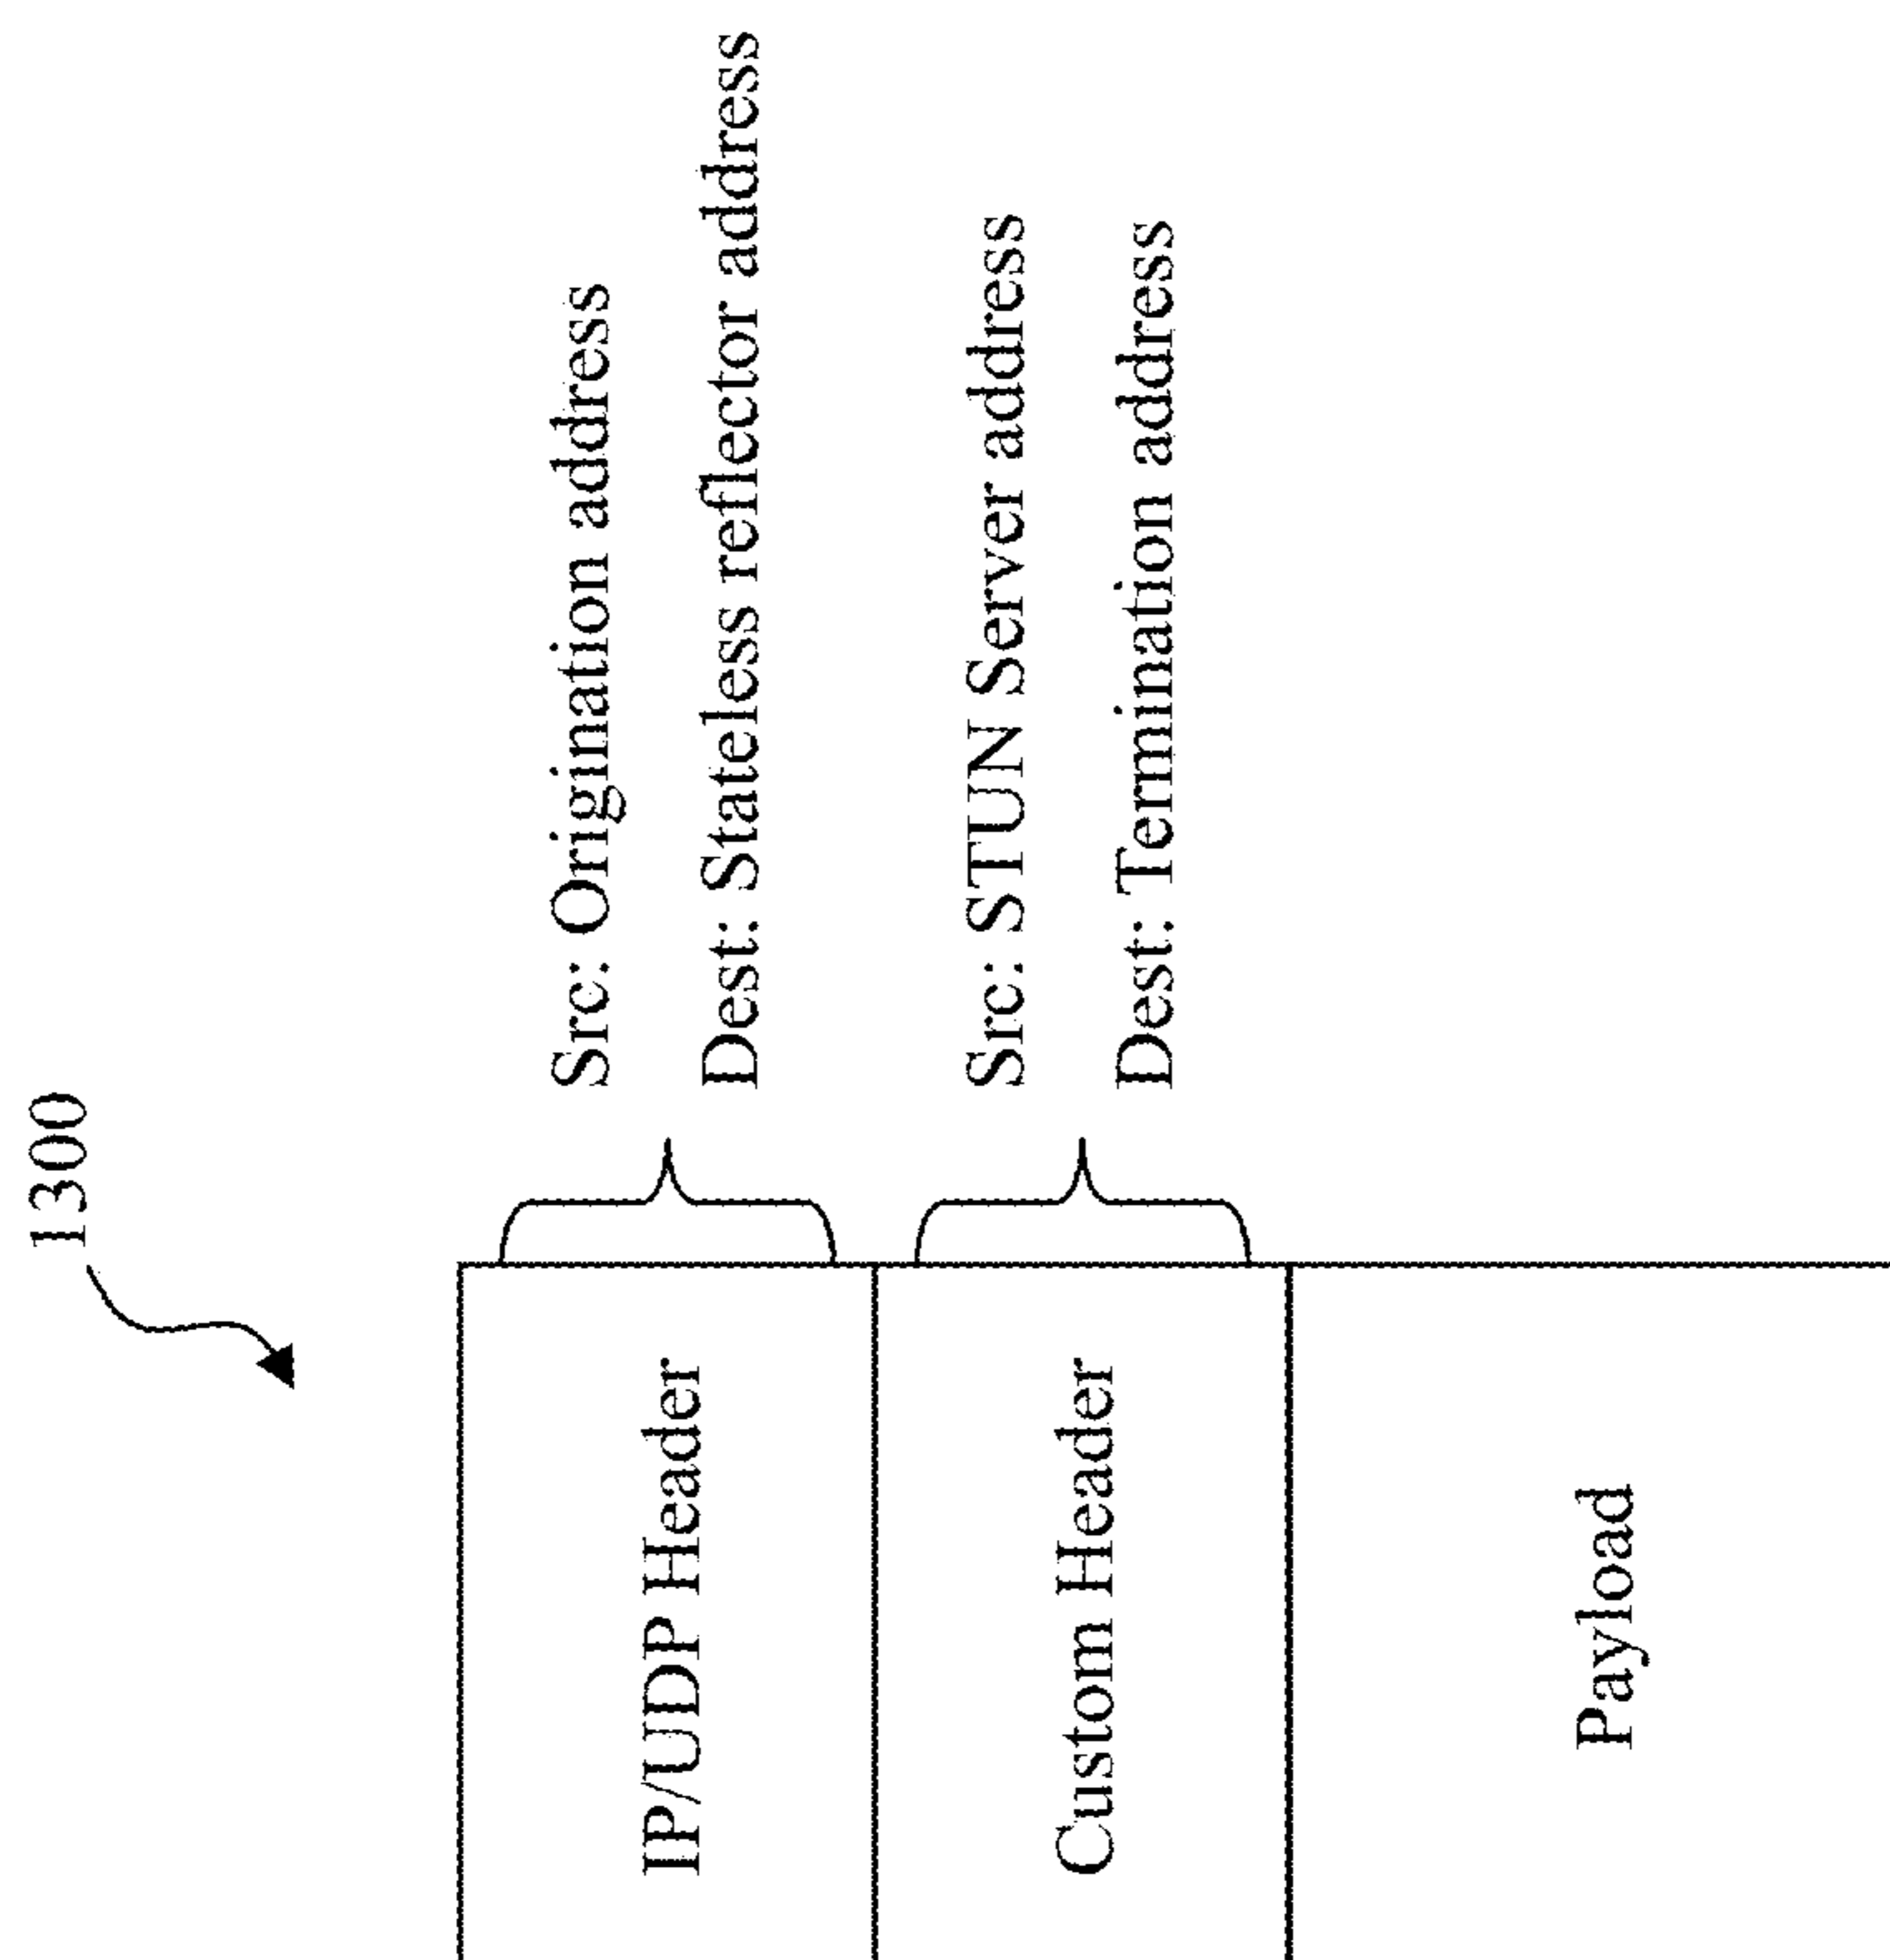 1300
IP/UDP Header
Src: Origination address
Dest: Stateless reflector address
Custom Header
Src: STUN Server address
Dest: Termination address
Payload